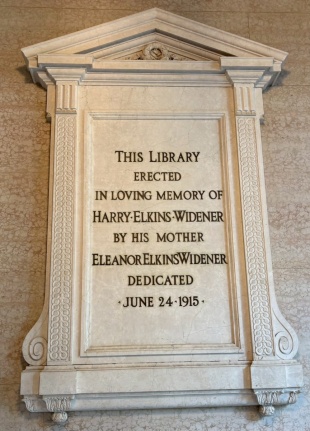 THIS LIBRARY
ERECTED
IN LOVING MEMORY OF
HARRY·ELKINS·WIDENER
BY HIS MOTHER
ELEANOR ELKINS WIDENER
DEDICATED
·JUNE 24·1915·